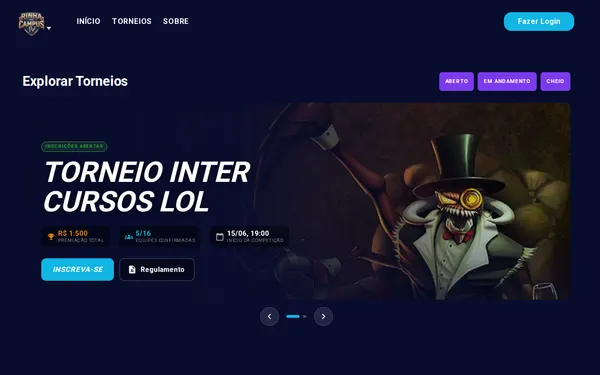 RINHA
CAMPUS
IV
INÍCIO
TORNEIOS
SOBRE
Fazer Login
Explorar Torneios
ABERTO
EM ANDAMENTO
CHEIO
INSCRIÇÕES ABERTAS
TORNEIO INTER
CURSOS LOL
R$ 1.500
PREMIAÇÃO TOTAL
5/16
EQUIPES CONFIRMADAS
15/06, 19:00
INÍCIO DA COMPETIÇÃO
INSCREVA-SE
Regulamento